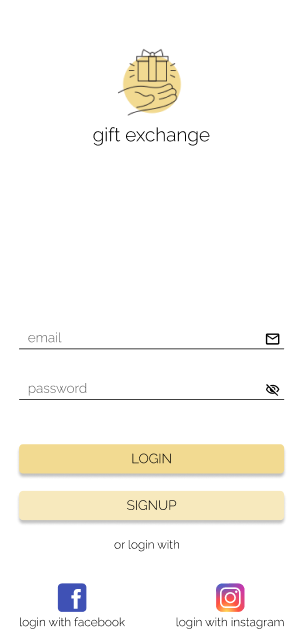 gift exchange
email
password
LOGIN
SIGNUP
or login with
login with facebook
login with instagram